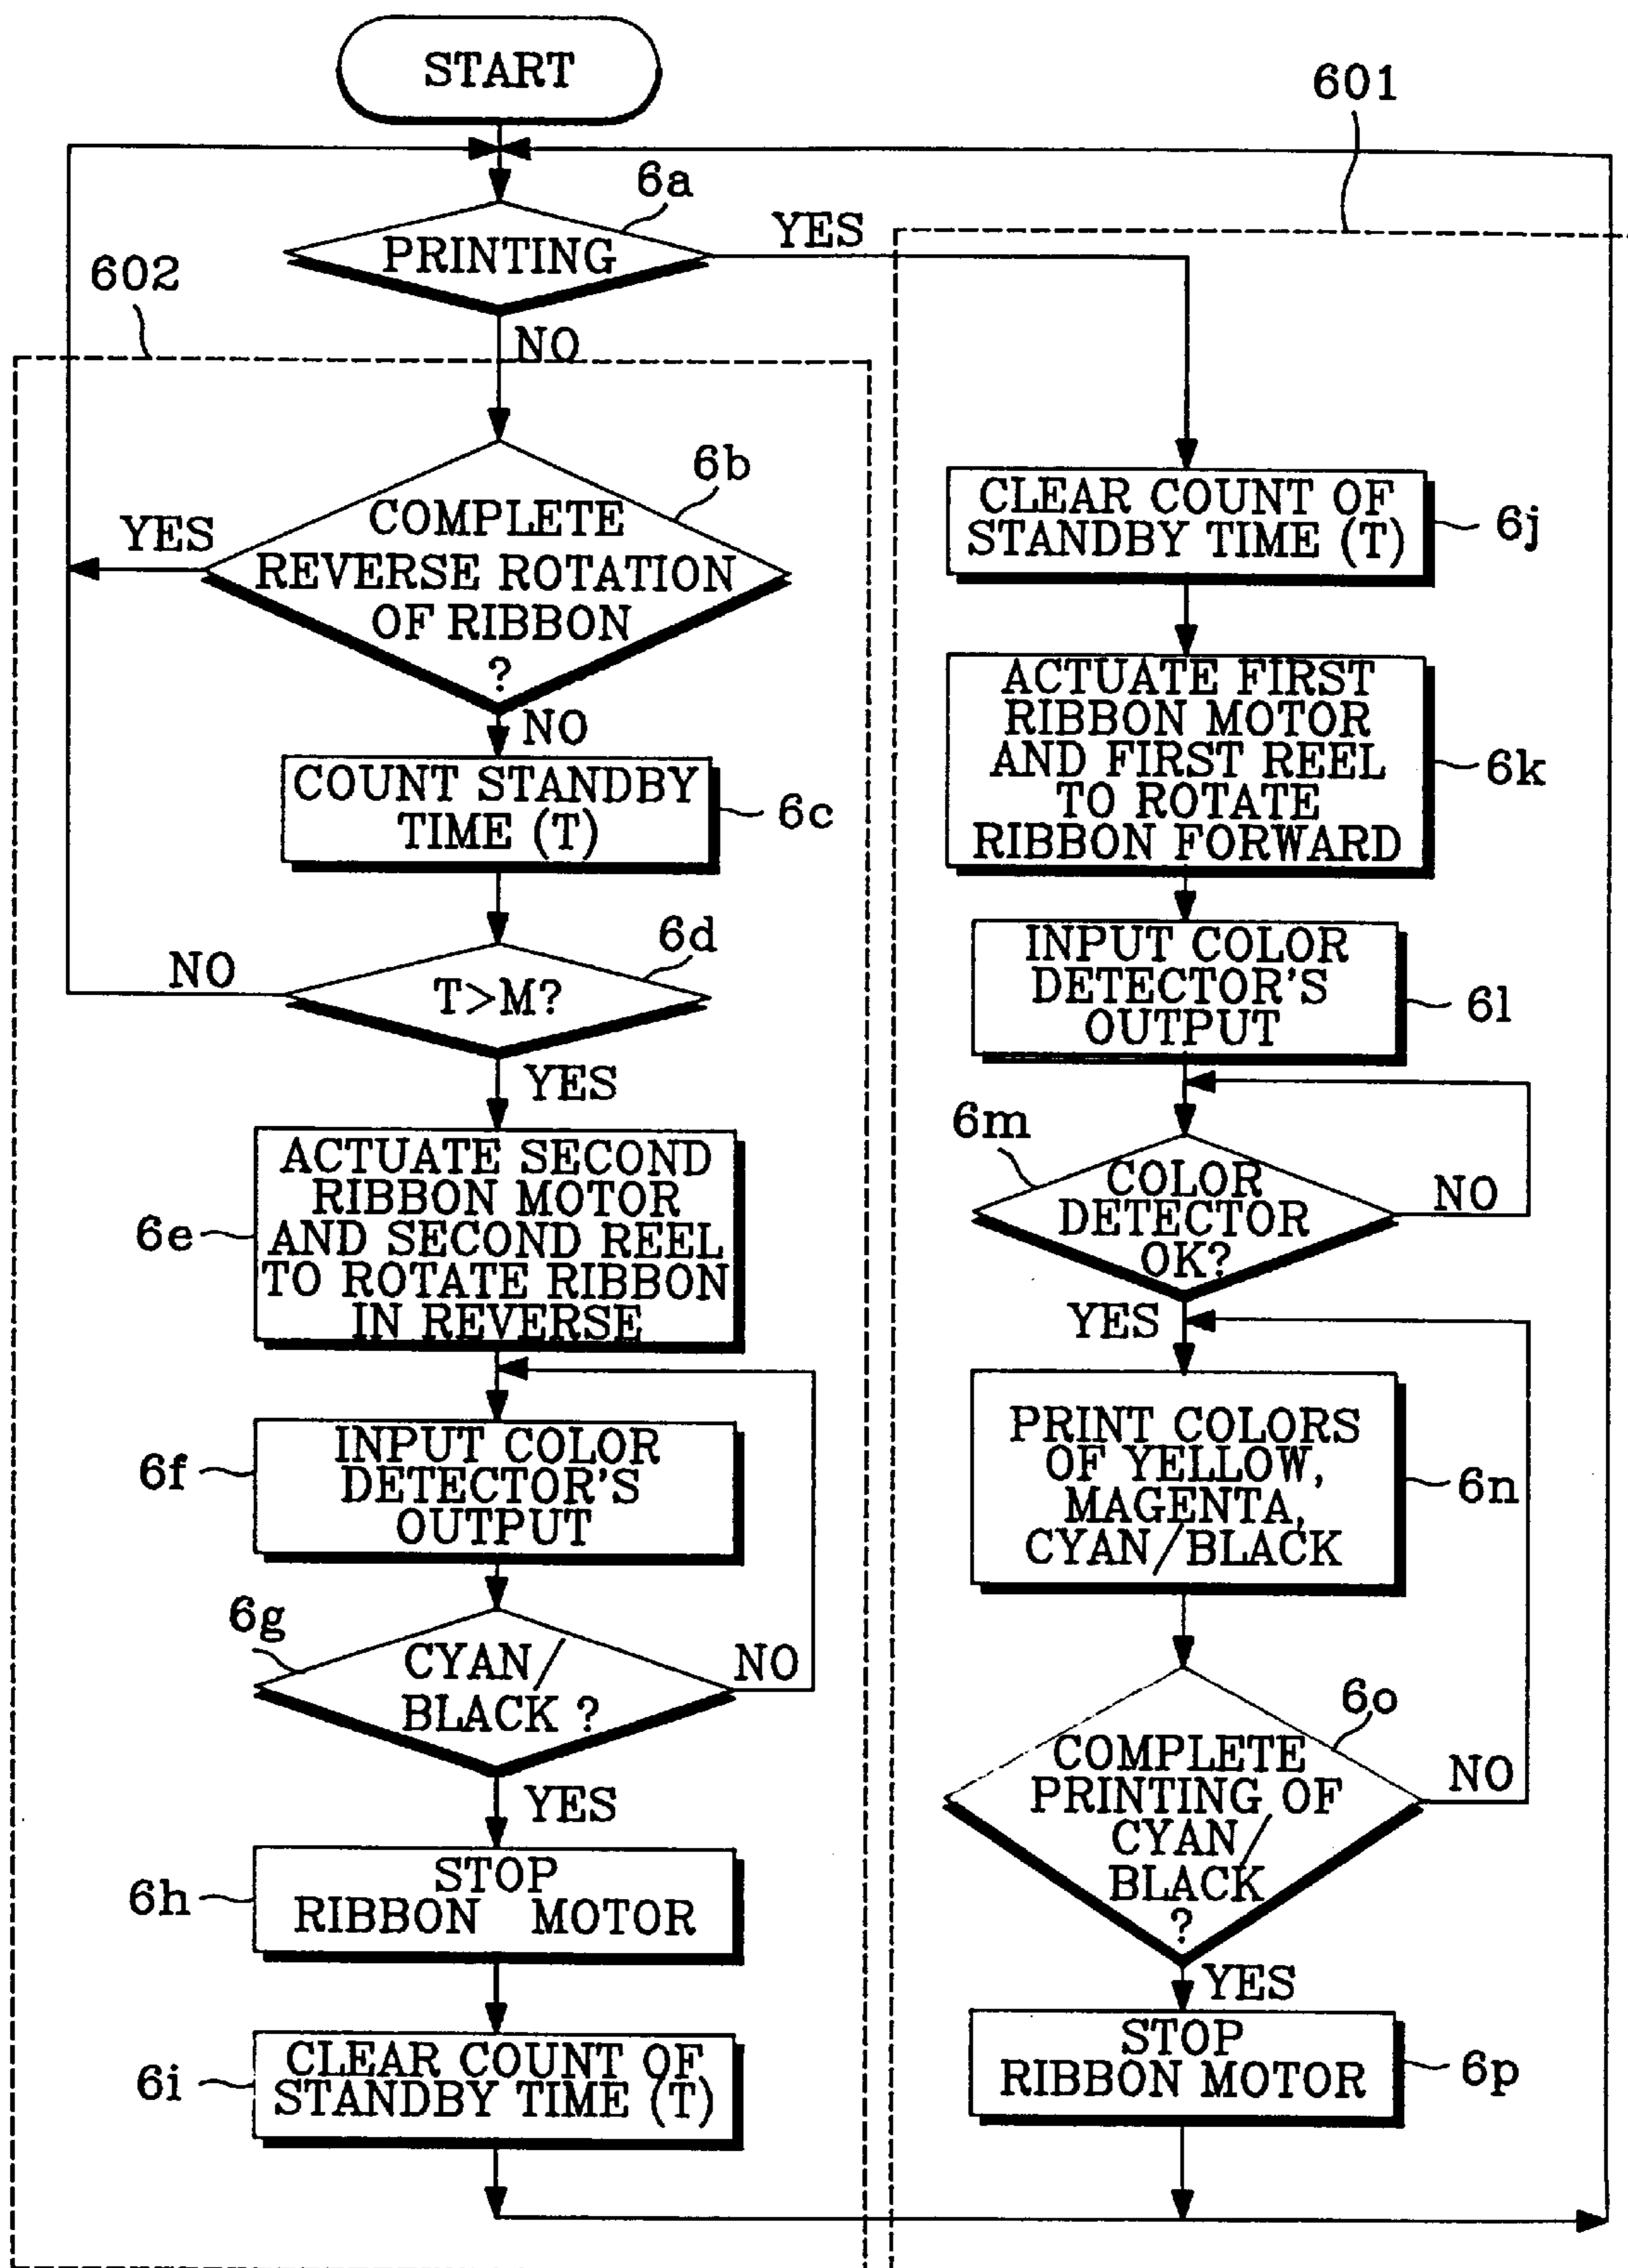 START
601
6a
PRINTING
YES
602
NO
6b
COMPLETE
REVERSE ROTATION
OF RIBBON
?
YES
NO
COUNT STANDBY
TIME (T)
6c
6d
T>M?
NO
YES
ACTUATE SECOND
RIBBON MOTOR
AND SECOND REEL
TO ROTATE RIBBON
IN REVERSE
6e
INPUT COLOR
DETECTOR'S
OUTPUT
6f
6g
CYAN/
BLACK ?
NO
YES
STOP
RIBBON MOTOR
6h
CLEAR COUNT OF
STANDBY TIME (T)
6i
CLEAR COUNT OF
STANDBY TIME (T)
6j
ACTUATE FIRST
RIBBON MOTOR
AND FIRST REEL
TO ROTATE
RIBBON FORWARD
6k
INPUT COLOR
DETECTOR'S
OUTPUT
6l
6m
COLOR
DETECTOR
OK?
NO
YES
PRINT COLORS
OF YELLOW,
MAGENTA,
CYAN/BLACK
6n
6o
COMPLETE
PRINTING OF
CYAN/
BLACK
?
NO
YES
STOP
RIBBON MOTOR
6p